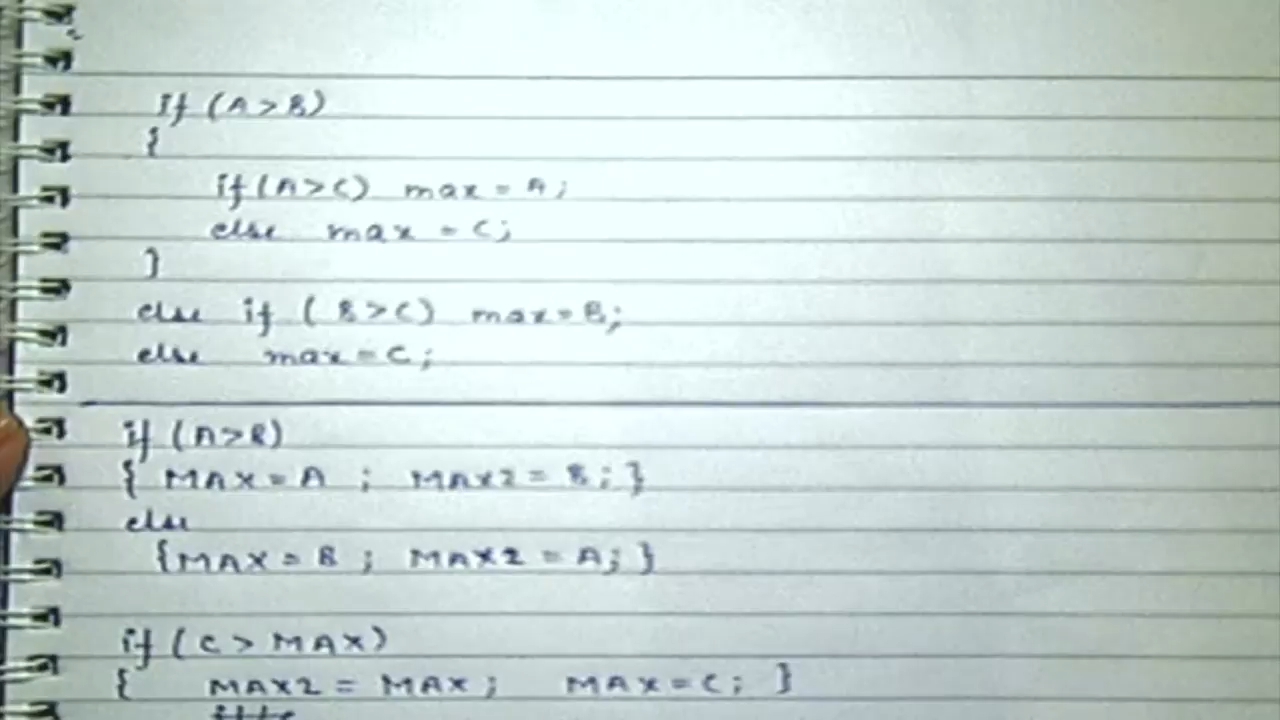 if (A>B)
{
if(A>C) max = A;
else max = C;
}
else if ( B>C) max=B;
else max=C;
if (A>B)
{ MAX=A ; MAX2=B; }
else
{MAX=B ; MAX2=A; }
if (C > MAX)
{ MAX2 = MAX; MAX=C; }